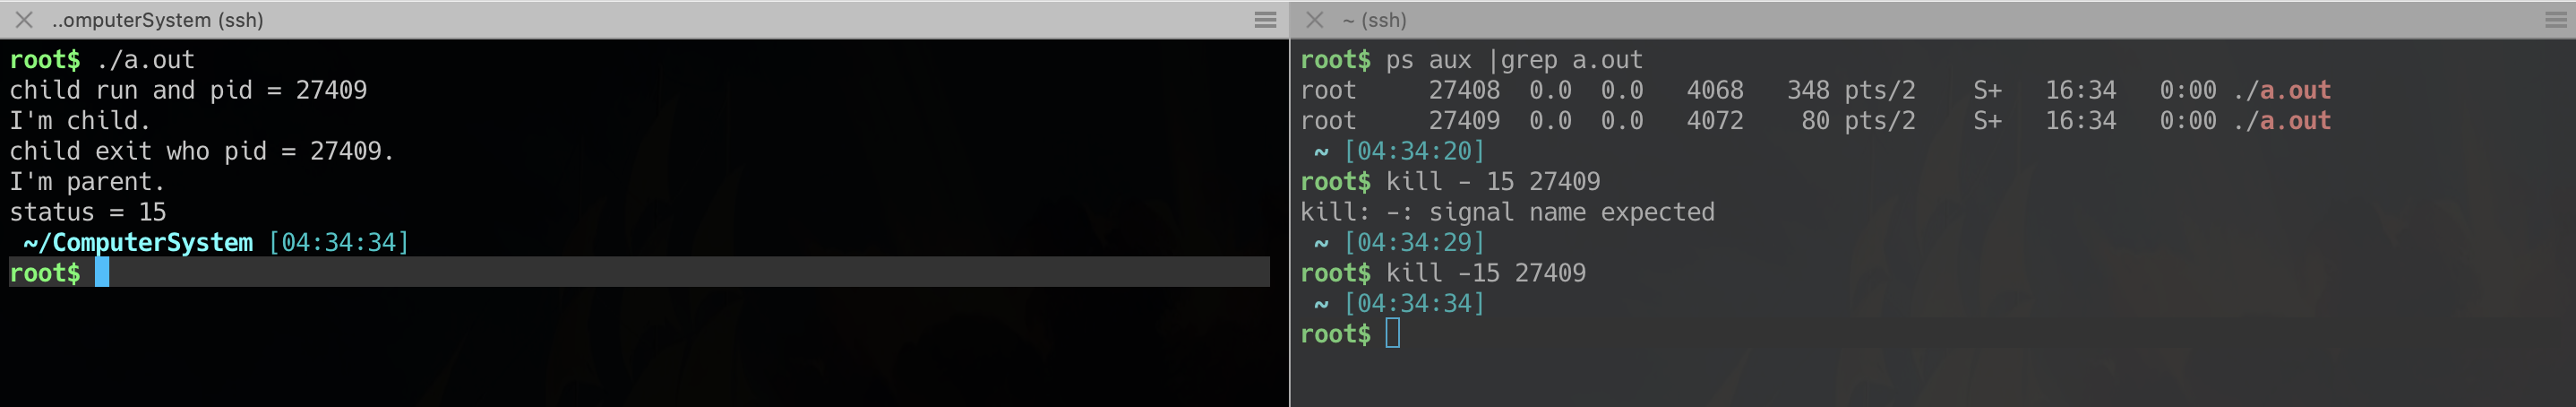 ..omputerSystem (ssh)
root$ ./a.out
child run and pid = 27409
I'm child.
child exit who pid = 27409.
I'm parent.
status = 15
~/ComputerSystem [04:34:34]
root$
~ (ssh)
root$ ps aux |grep a.out
root     27408  0.0  0.0   4068   348 pts/2    S+   16:34   0:00 ./a.out
root     27409  0.0  0.0   4072    80 pts/2    S+   16:34   0:00 ./a.out
~ [04:34:20]
root$ kill - 15 27409
kill: -: signal name expected
~ [04:34:29]
root$ kill -15 27409
~ [04:34:34]
root$